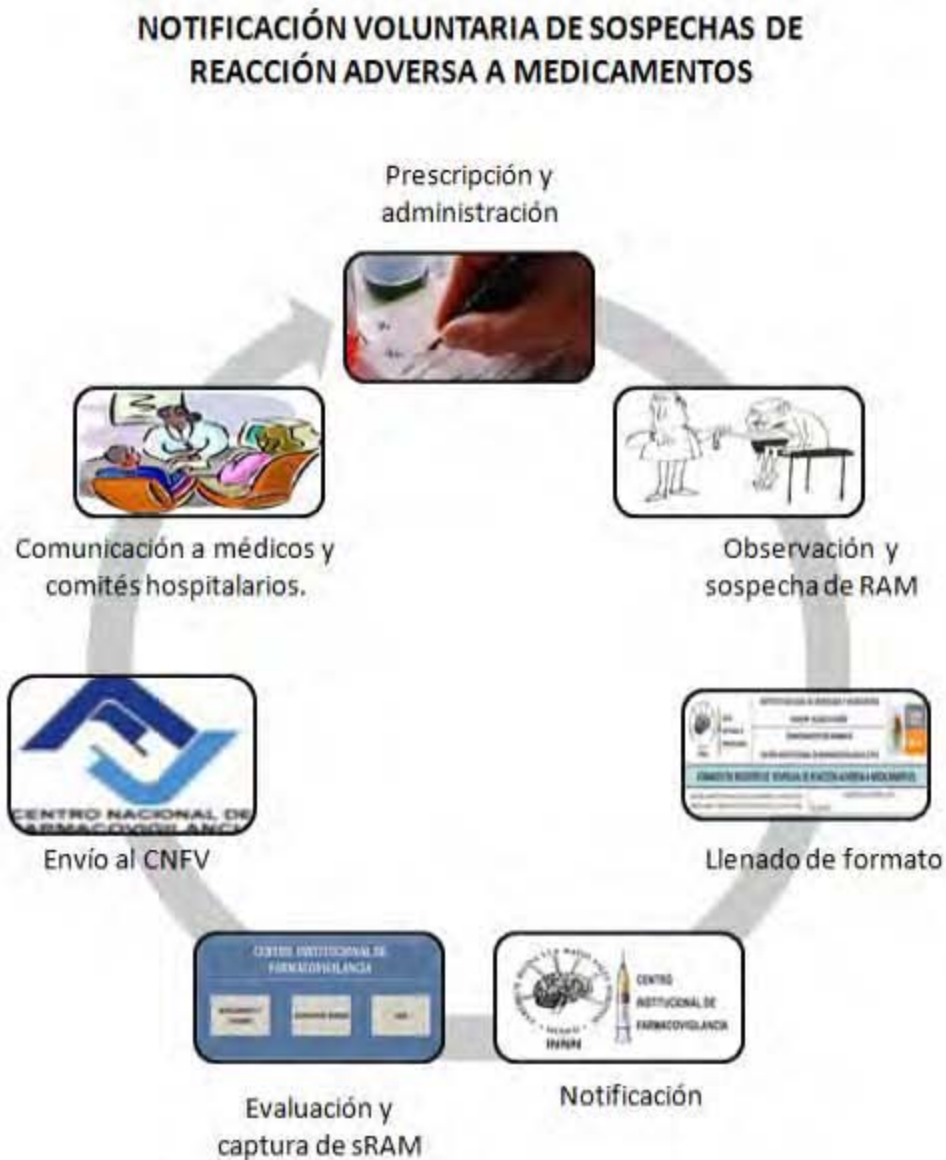 NOTIFICACIÓN VOLUNTARIA DE SOSPECHAS DE
REACCIÓN ADVERSA A MEDICAMENTOS
Prescripción y
administración
Observación y
sospecha de RAM
Llenado de formato
CENTRO
INSTITUCIONAL DE
FARMACOVIGILANCIA
INNN
Notificación
CENTRO INSTITUCIONAL DE
FARMACOVIGILANCIA
Evaluación y
captura de sRAM
CENTRO NACIONAL DE
FARMACOVIGILANCI
Envío al CNFV
Comunicación a médicos y
comités hospitalarios.